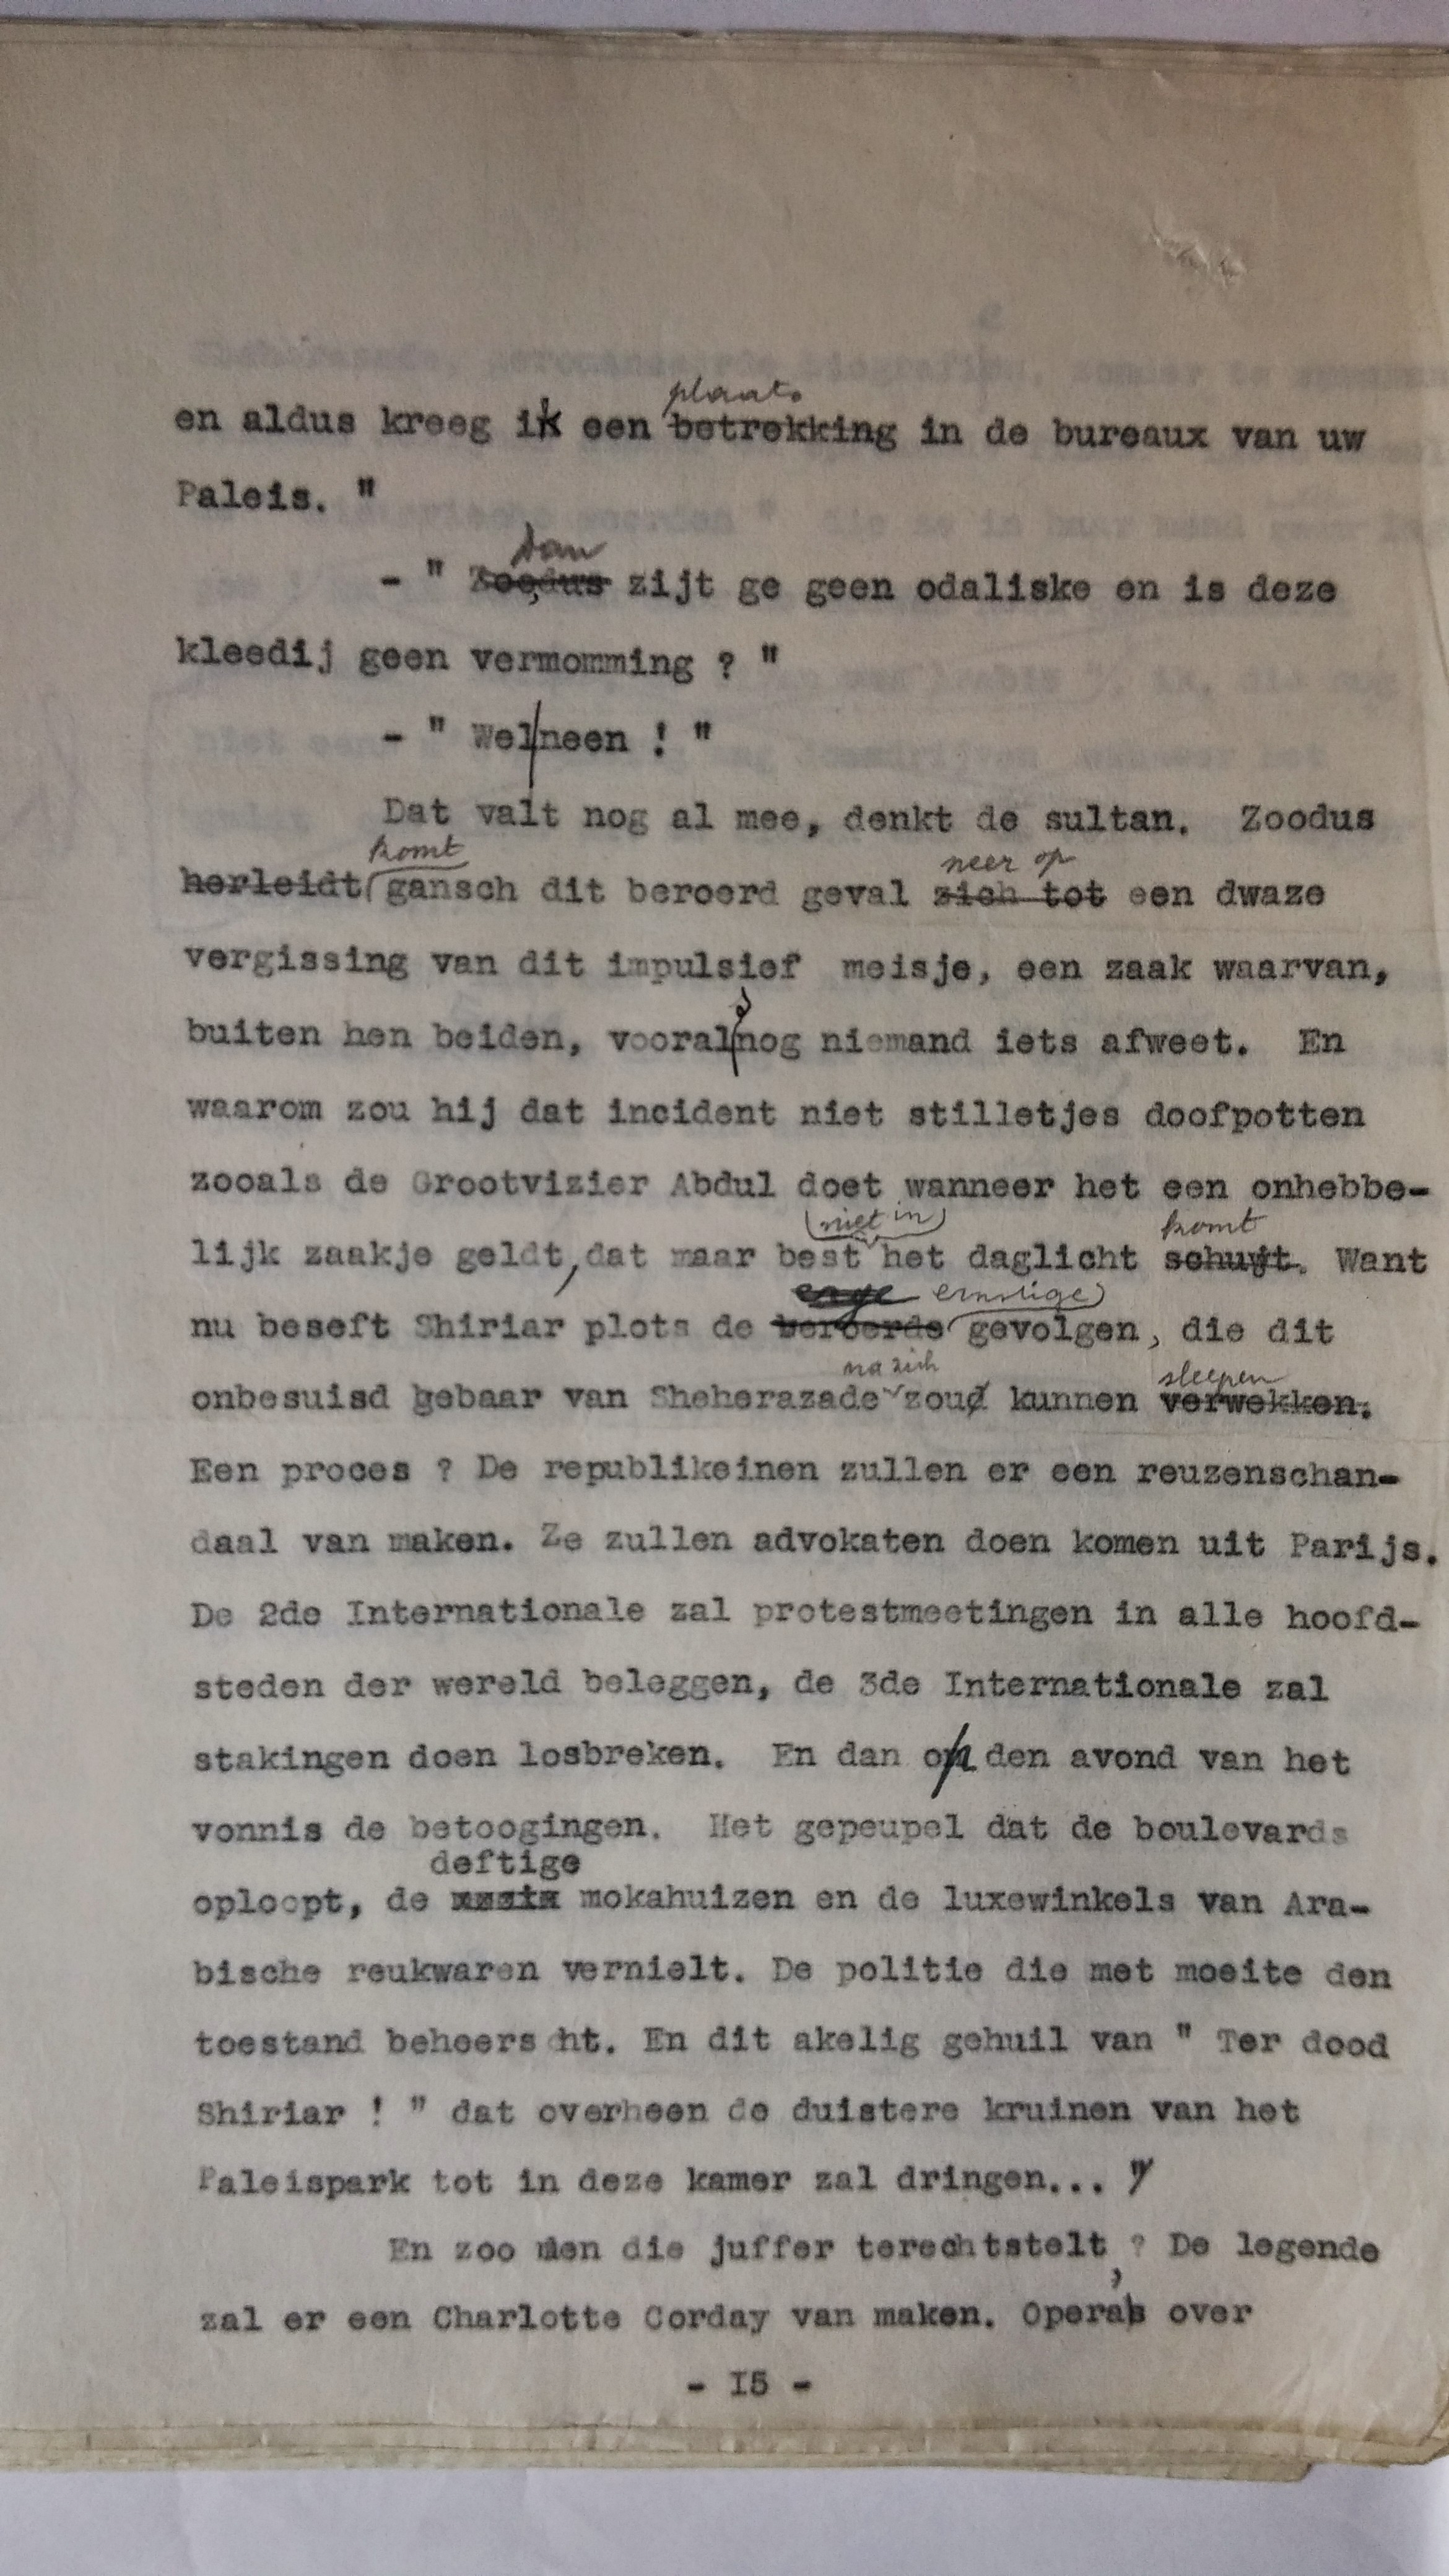 plaats
en aldus kreeg ik een betrekking in de bureaux van uw
Paleis. "
Dan
- " Zoodus zijt ge geen odaliske en is deze
kleedij geen vermomming ? "
- " Wel neen ! "
Dat valt nog al mee, denkt de sultan. Zoodus
komt neer op
herleidt gansch dit beroerd geval zich tot een dwaze
vergissing van dit impulsief meisje, een zaak waarvan,
buiten hen beiden, vooralnog niemand iets afweet. En
waarom zou hij dat incident niet stilletjes doofpotten
zooals de Grootvizier Abdul doet wanneer het een onhebbe-
(niet in) komt
lijk zaakje geldt, dat maar best het daglicht schuwt. Want
enge ernstige
nu beseft Shiriar plots de beroerde gevolgen, die dit
na zich sleepen
onbesuisd gebaar van Sheherazade zoud kunnen verwekken.
Een proces ? De republikeinen zullen er een reuzenschan-
daal van maken. Ze zullen advokaten doen komen uit Parijs.
De 2de Internationale zal protestmeetingen in alle hoofd-
steden der wereld beleggen, de 3de Internationale zal
stakingen doen losbreken. En dan op den avond van het
vonnis de betoogingen. Het gepeupel dat de boulevards
deftige
oploopt, de mokahuizen en de luxewinkels van Ara-
bische reukwaren vernielt. De politie die met moeite den
toestand beheerscht. En dit akelig gehuil van " Ter dood
Shiriar ! " dat overheen de duistere kruinen van het
Paleispark tot in deze kamer zal dringen... "
En zoo men die juffer terechtstelt ? De legende
zal er een Charlotte Corday van maken. Opera's over
- I5 -